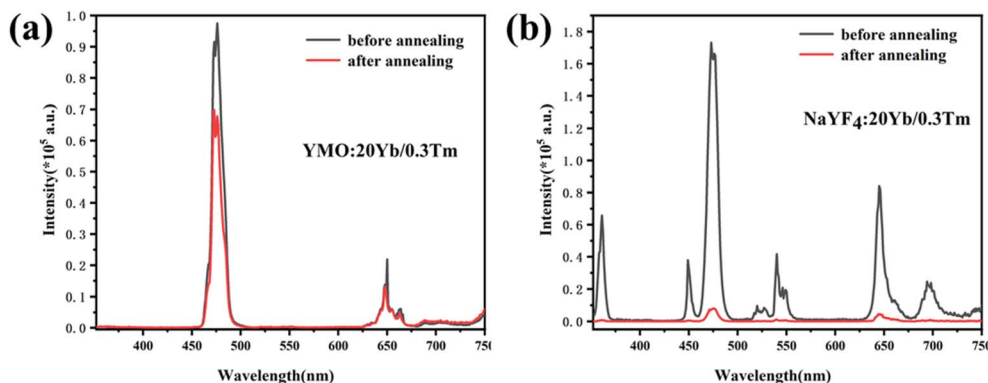 (a)
before annealing
after annealing
YMO:20Yb/0.3Tm
Intensity(*10⁵ a.u.)
1.0
0.9
0.8
0.7
0.6
0.5
0.4
0.3
0.2
0.1
0.0
400 450 500 550 600 650 700 750
Wavelength(nm)
(b)
before annealing
after annealing
NaYF₄:20Yb/0.3Tm
Intensity(*10⁵ a.u.)
1.8
1.6
1.4
1.2
1.0
0.8
0.6
0.4
0.2
0.0
400 450 500 550 600 650 700 750
Wavelength(nm)